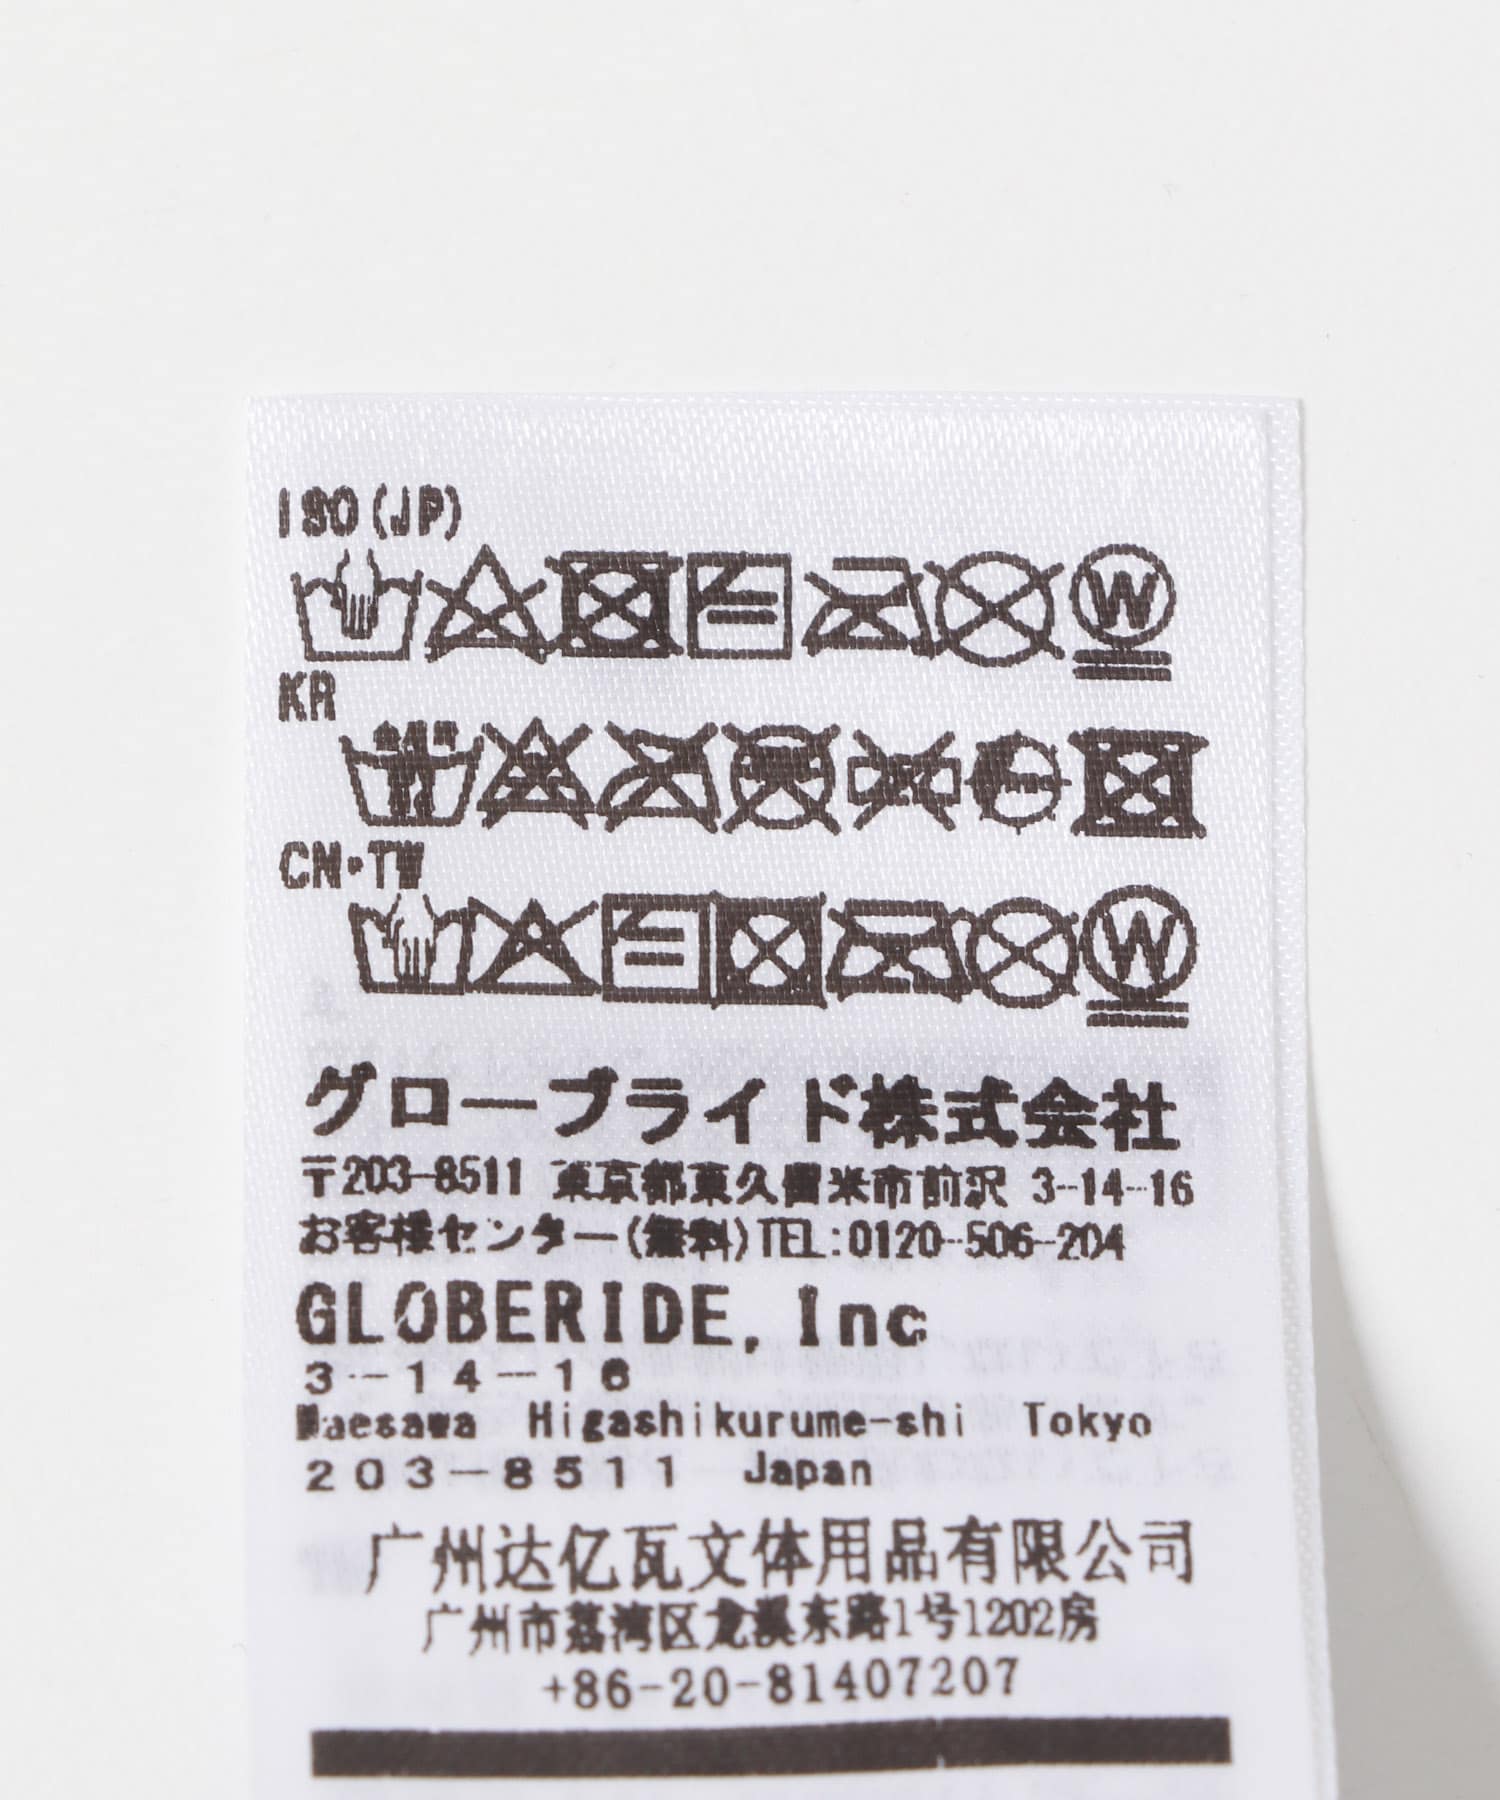 ISO(JP)
KR
CN・TW
グローブライド株式会社
〒203-8511 東京都東久留米市前沢 3-14-16
お客様センター(無料)TEL:0120-506-204
GLOBERIDE, Inc
3-14-16
Maesawa Higashikurume-shi Tokyo
203-8511 Japan
广州达亿瓦文体用品有限公司
广州市荔湾区龙溪东路1号1202房
+86-20-81407207